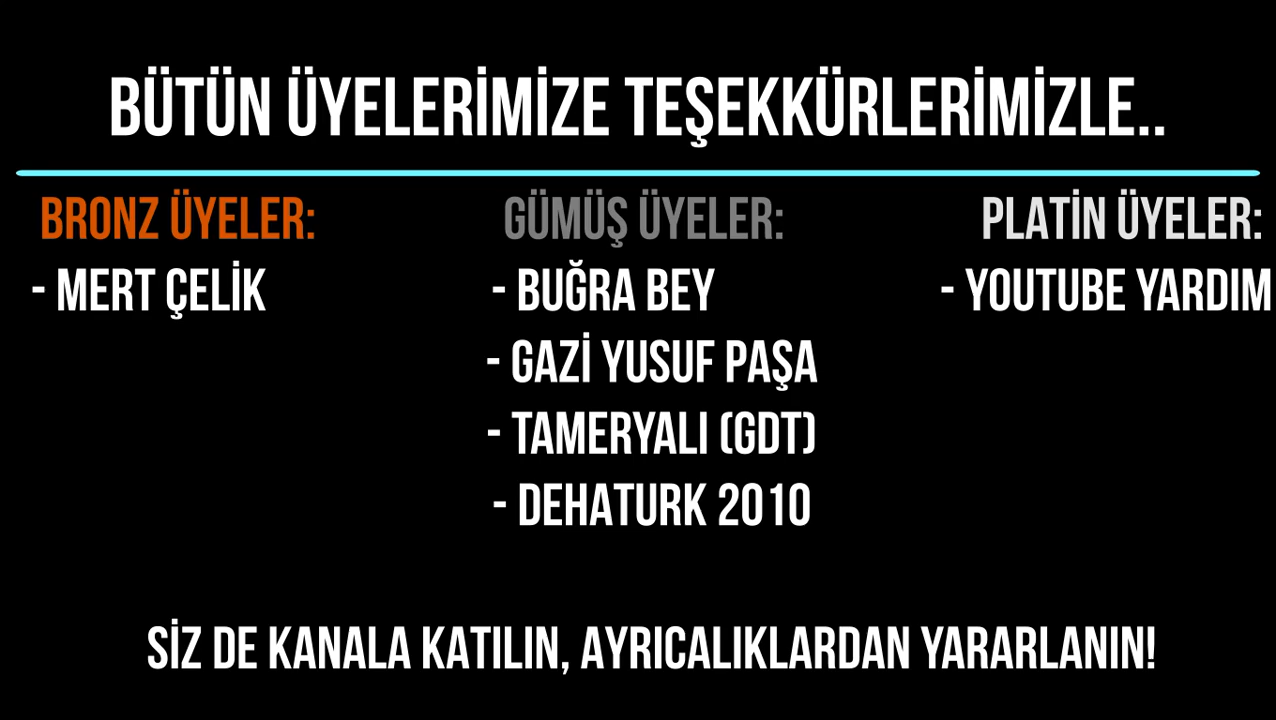 BÜTÜN ÜYELERİMİZE TEŞEKKÜRLERİMİZLE..
BRONZ ÜYELER:
- MERT ÇELİK
GÜMÜŞ ÜYELER:
- BUĞRA BEY
- GAZİ YUSUF PAŞA
- TAMERYALI (GDT)
- DEHATURK 2010
PLATİN ÜYELER:
- YOUTUBE YARDIM
SİZ DE KANALA KATILIN, AYRICALIKLARDAN YARARLANIN!